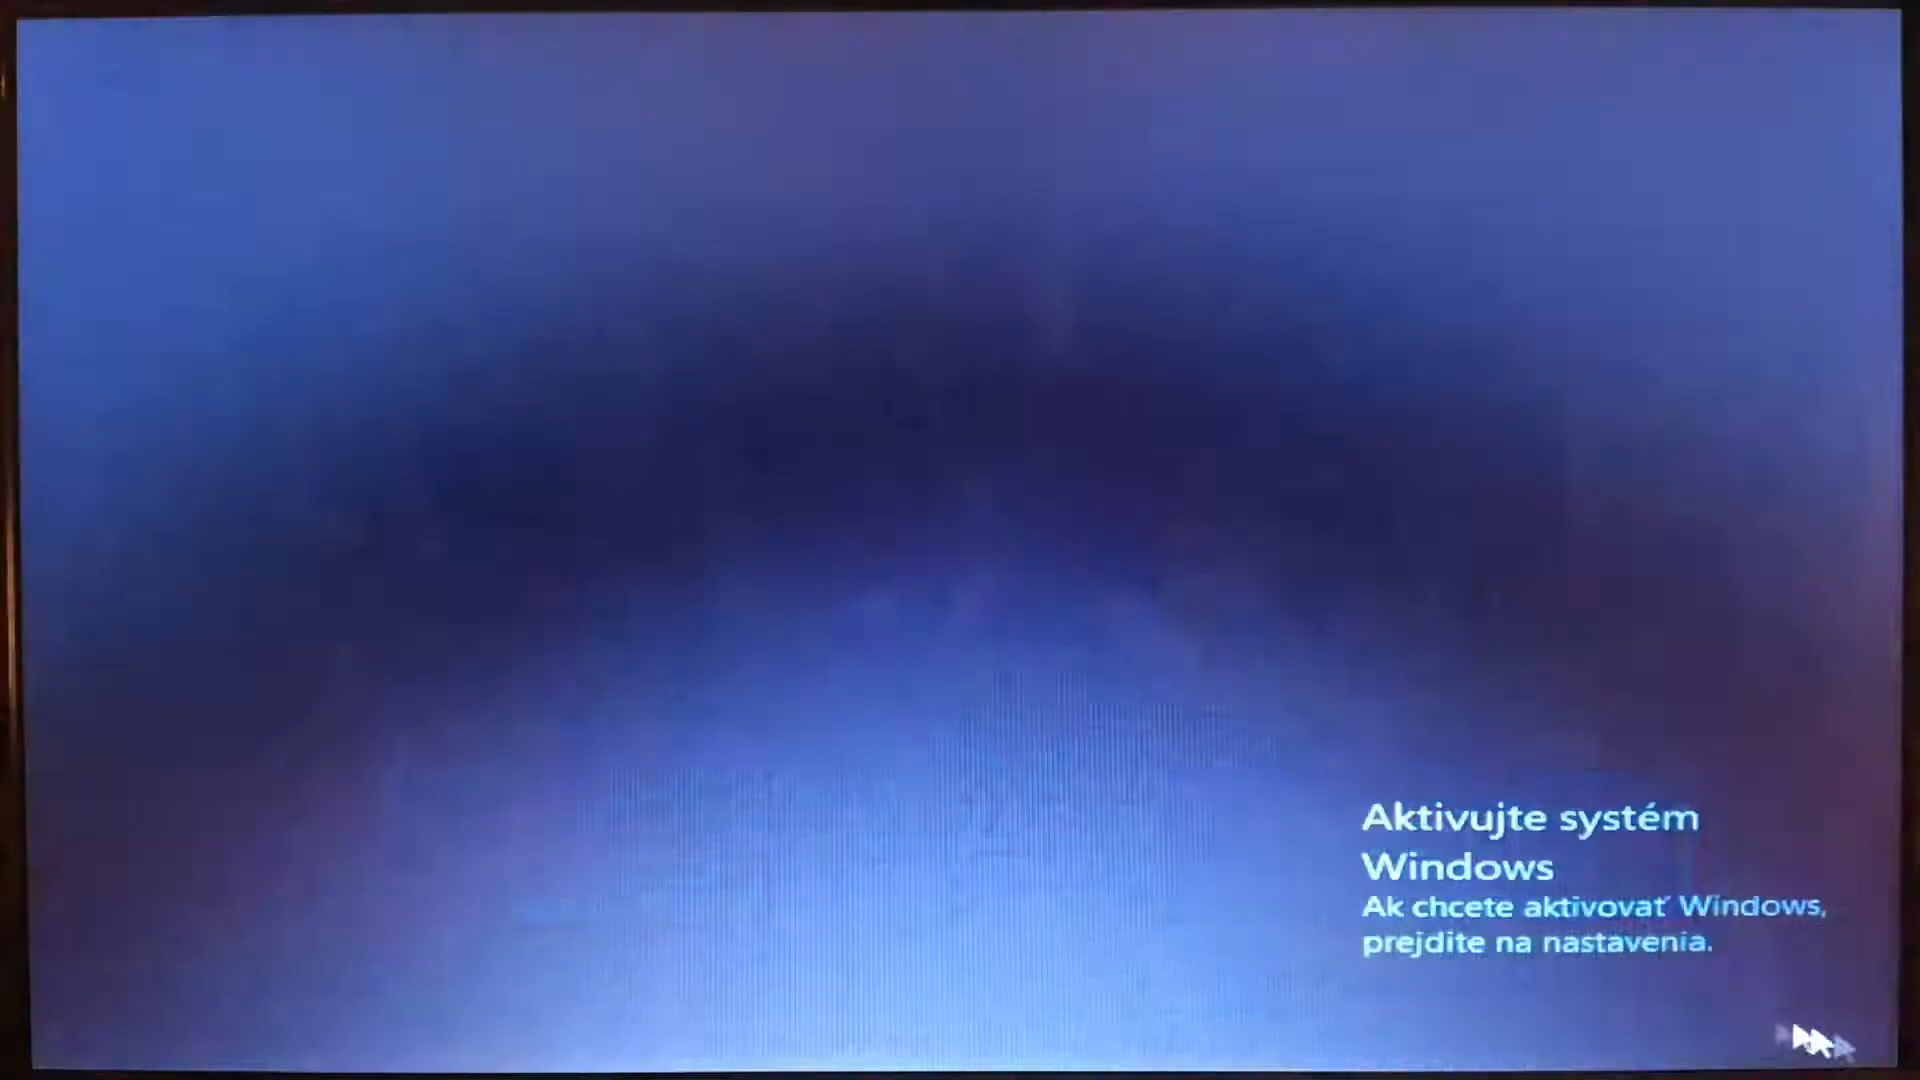 Aktivujte systém
Windows
Ak chcete aktivovať Windows,
prejdite na nastavenia.